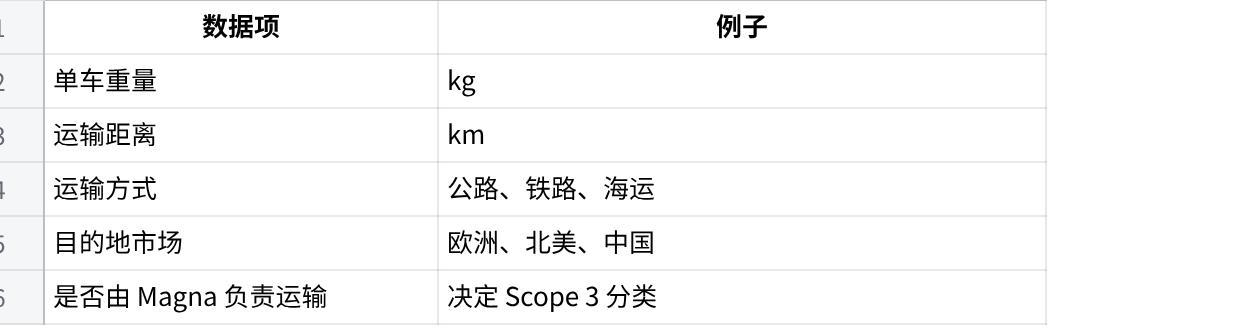 数据项 例子
单车重量 kg
运输距离 km
运输方式 公路、铁路、海运
目的地市场 欧洲、北美、中国
是否由 Magna 负责运输 决定 Scope 3 分类